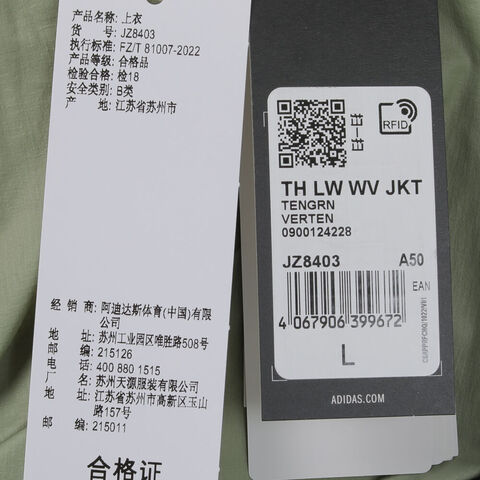 产品名称: 上衣
货 号: JZ8403
执行标准: FZ/T 81007-2022
产品等级: 合格品
检验合格: 检18
安全类别: B类
产 地: 江苏省苏州市
经 销 商: 阿迪达斯体育(中国)有限
公司
地 址: 苏州工业园区唯胜路508号
邮 编: 215126
电 话: 400 880 1515
厂 名: 苏州天源服装有限公司
地 址: 江苏省苏州市高新区玉山
路157号
邮 编: 215011
合格证
RFID
TH LW WV JKT
TENGRN
VERTEN
0900124228
JZ8403 A50
EAN
4 067906 399672
L
ADIDAS.COM